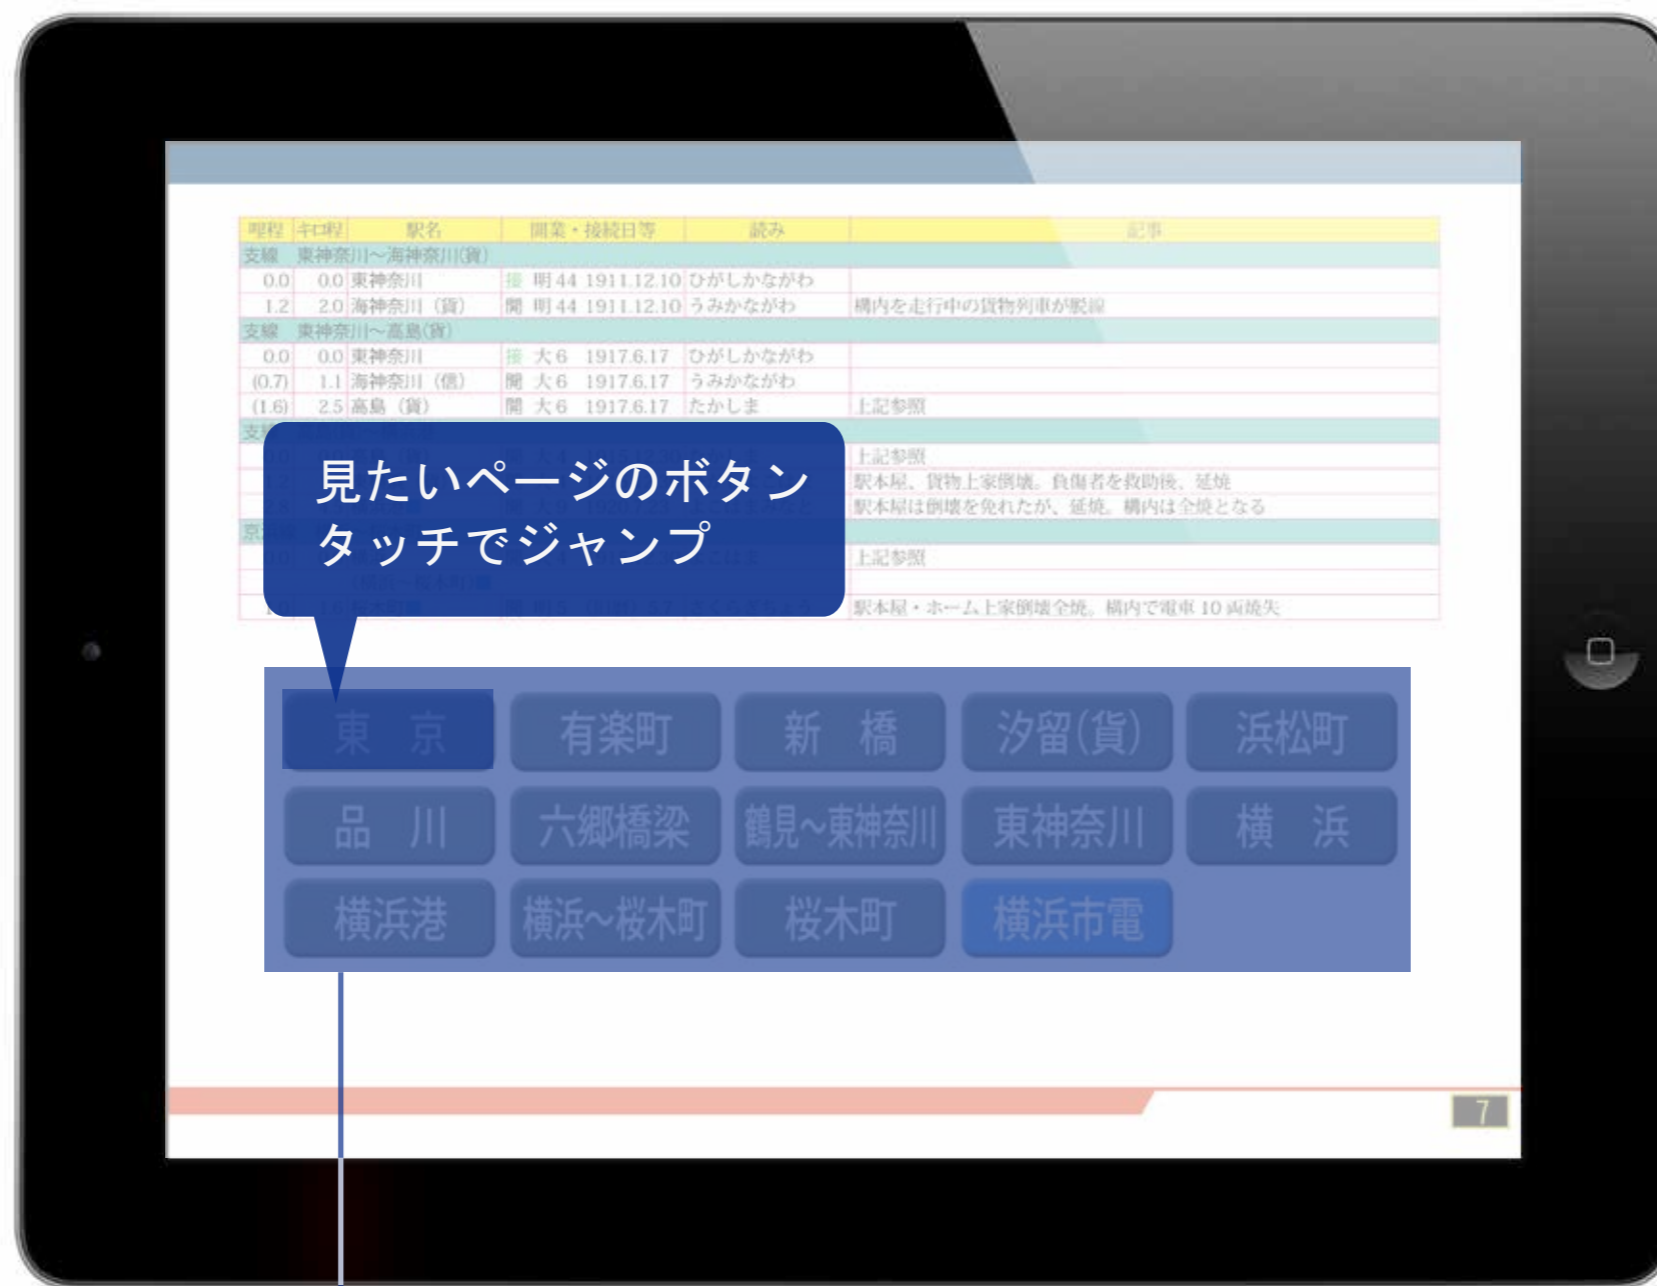 哩程 キロ程 駅名 開業・接続日等 読み 記事
支線 東神奈川～海神奈川(貨)
0.0 0.0 東神奈川 接 明44 1911.12.10 ひがしかながわ
1.2 2.0 海神奈川（貨） 開 明44 1911.12.10 うみかながわ 構内を走行中の貨物列車が脱線
支線 東神奈川～高島(貨)
0.0 0.0 東神奈川 接 大6 1917.6.17 ひがしかながわ
(0.7) 1.1 海神奈川（信） 開 大6 1917.6.17 うみかながわ
(1.6) 2.5 高島（貨） 開 大6 1917.6.17 たかしま 上記参照
上記参照
駅本屋、貨物上家倒壊。負傷者を救助後、延焼
駅本屋は倒壊を免れたが、延焼。構内は全焼となる
上記参照
駅本屋・ホーム上家倒壊全焼。構内で電車10両焼失
見たいページのボタン
タッチでジャンプ
東 京 有楽町 新 橋 汐留(貨) 浜松町
品 川 六郷橋梁 鶴見～東神奈川 東神奈川 横 浜
横浜港 横浜～桜木町 桜木町 横浜市電
7